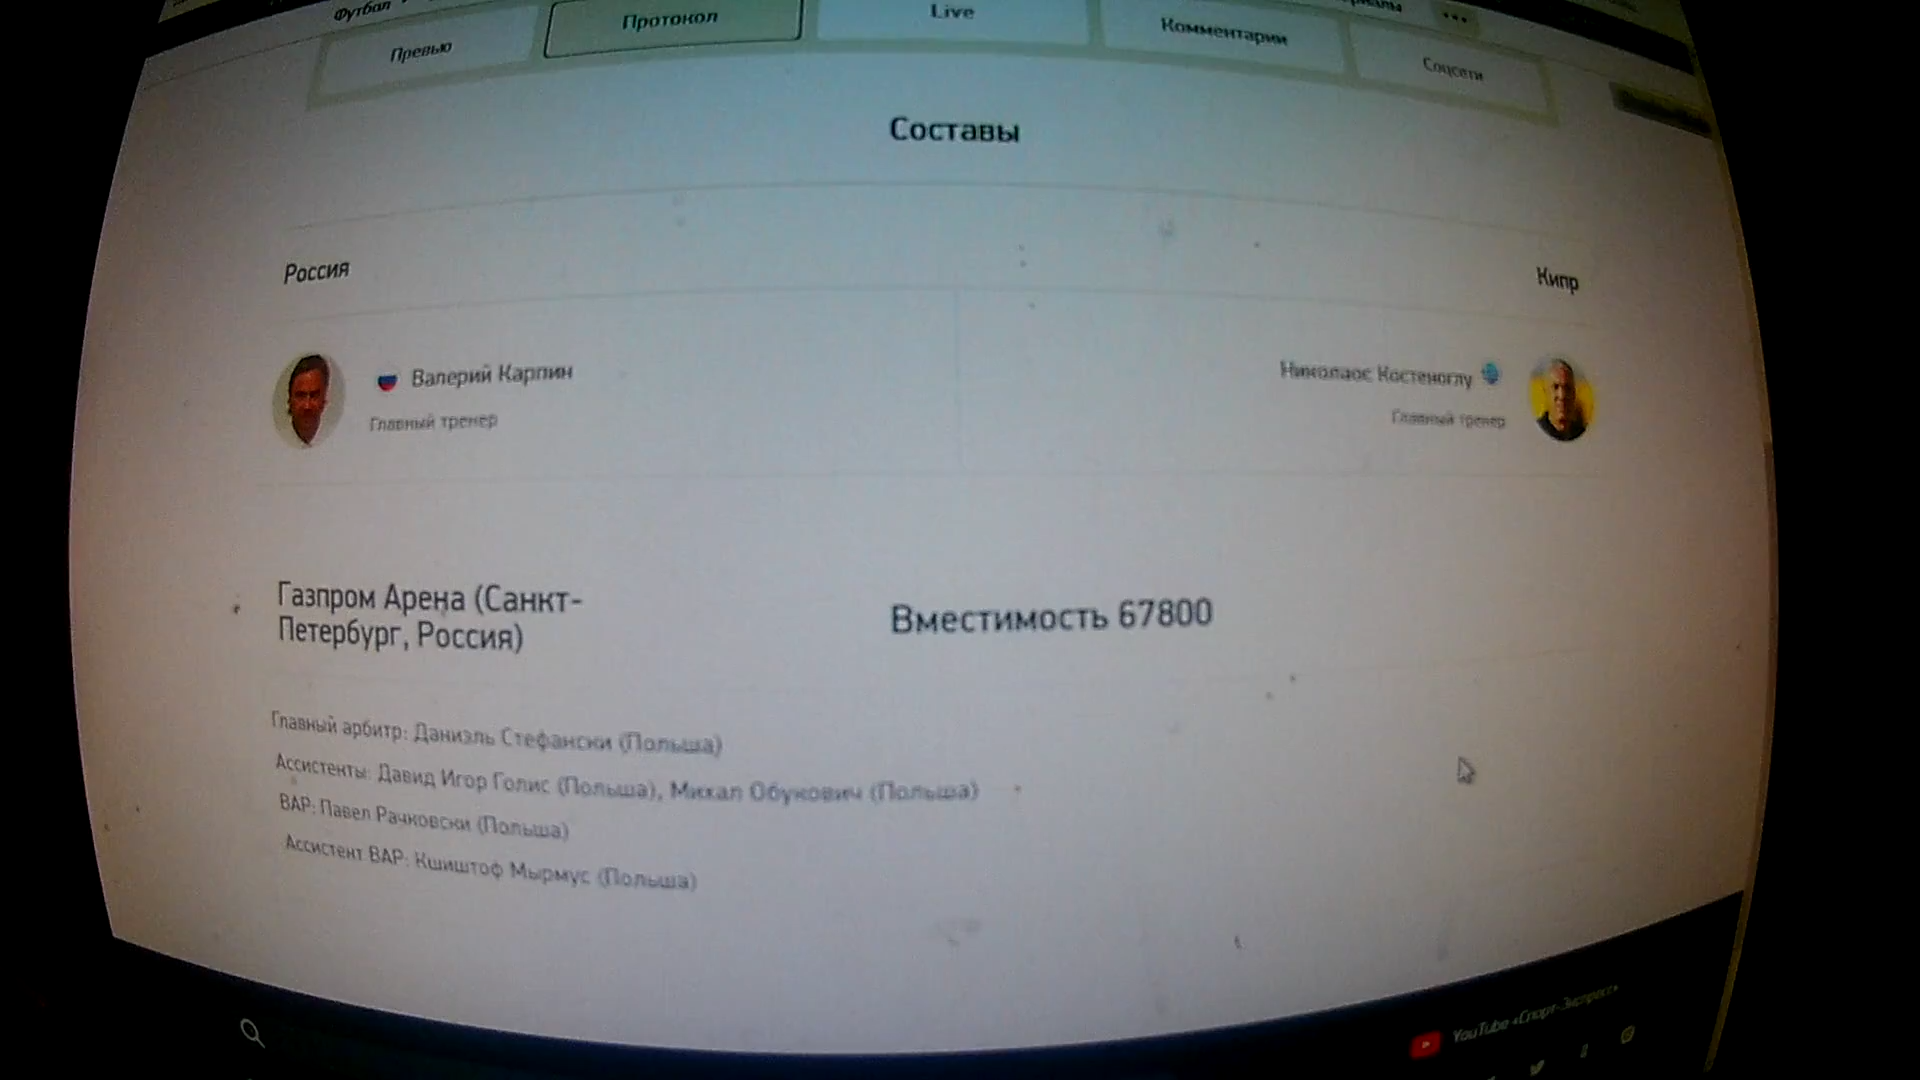 Футбол
Превью
Протокол
Live
Комментарии
Соцсети
Составы
Россия
Кипр
Валерий Карпин
Главный тренер
Николаос Костеноглу
Главный тренер
Газпром Арена (Санкт-
Петербург, Россия)
Вместимость 67800
Главный арбитр: Даниэль Стефански (Польша)
Ассистенты: Давид Игор Голис (Польша), Михал Обукович (Польша)
ВАР: Павел Рачковски (Польша)
Ассистент ВАР: Кшиштоф Мырмус (Польша)
YouTube «Спорт-Экспресс»